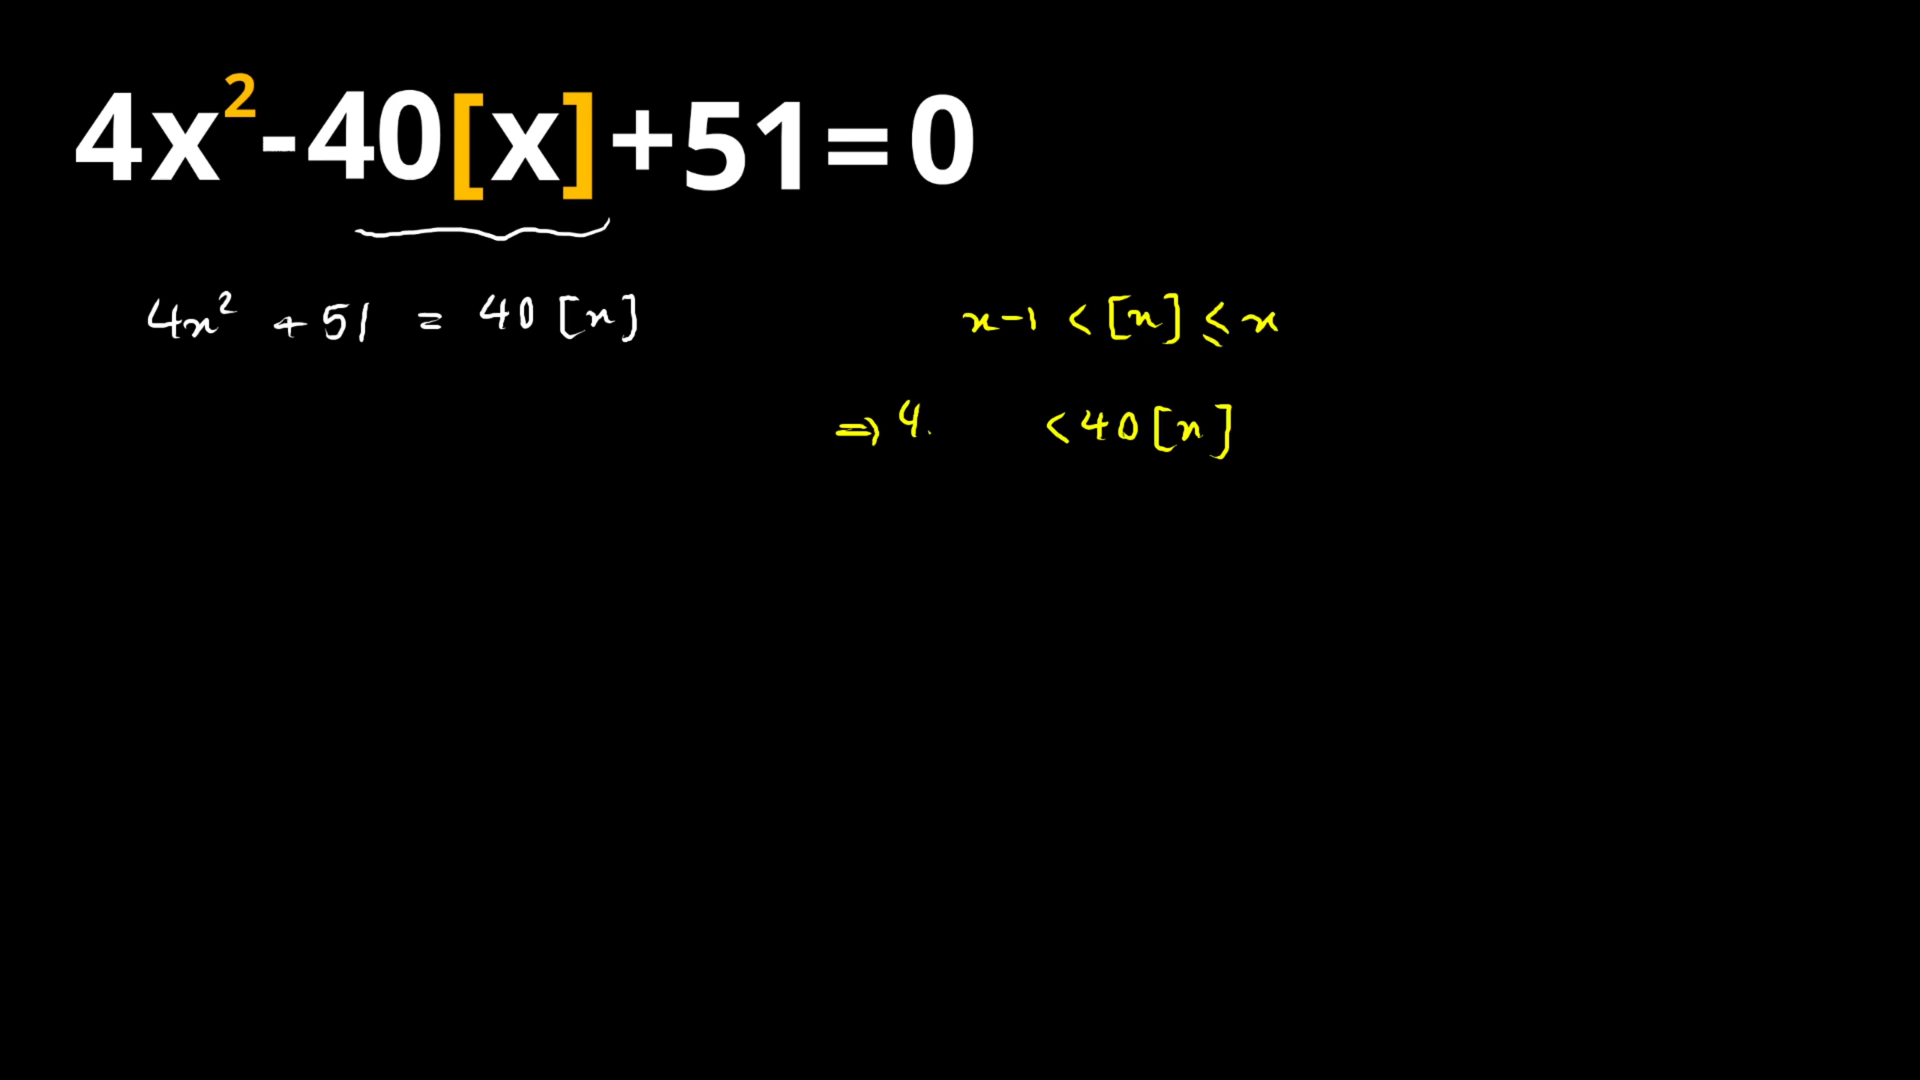 4x²-40[x]+51=0
4x² + 51 = 40 [x]
x-1 < [x] ≤ x
⇒ 4. < 40 [x]